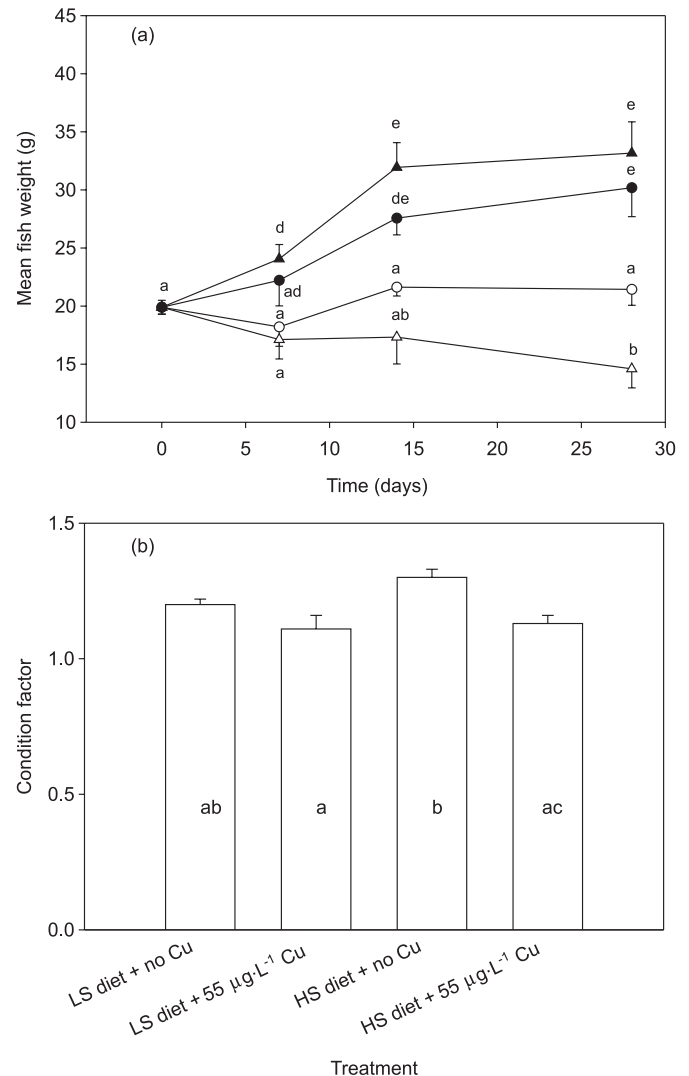 (a)
45
40
35
30
25
20
15
10
Mean fish weight (g)
a
d
ad
a
a
e
de
a
ab
e
e
a
b
0 5 10 15 20 25 30
Time (days)
(b)
1.5
1.0
0.5
0.0
Condition factor
ab a b ac
LS diet + no Cu
LS diet + 55 µg·L⁻¹ Cu
HS diet + no Cu
HS diet + 55 µg·L⁻¹ Cu
Treatment